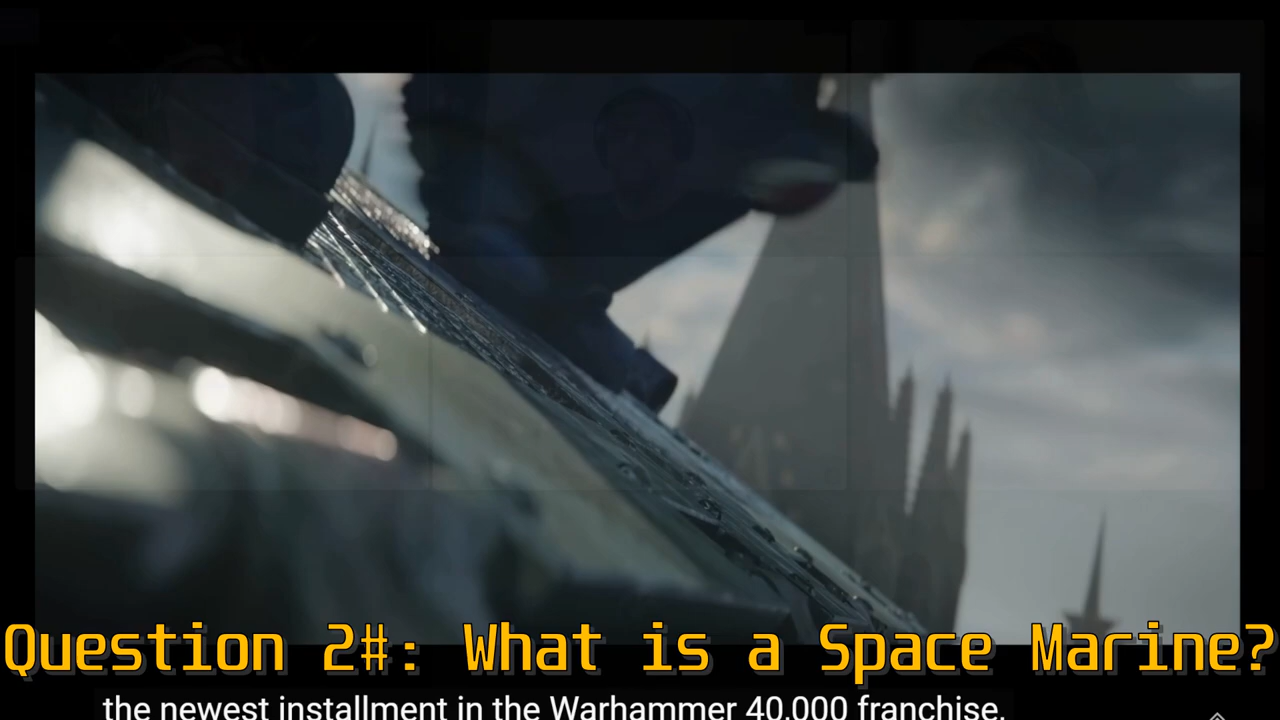 Question 2#: What is a Space Marine?
the newest installment in the Warhammer 40,000 franchise.